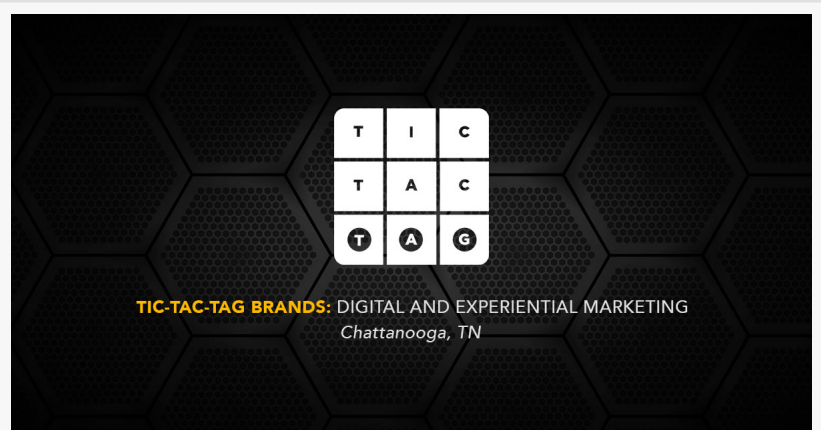 T I C
T A C
T A G
TIC-TAC-TAG BRANDS: DIGITAL AND EXPERIENTIAL MARKETING
Chattanooga, TN